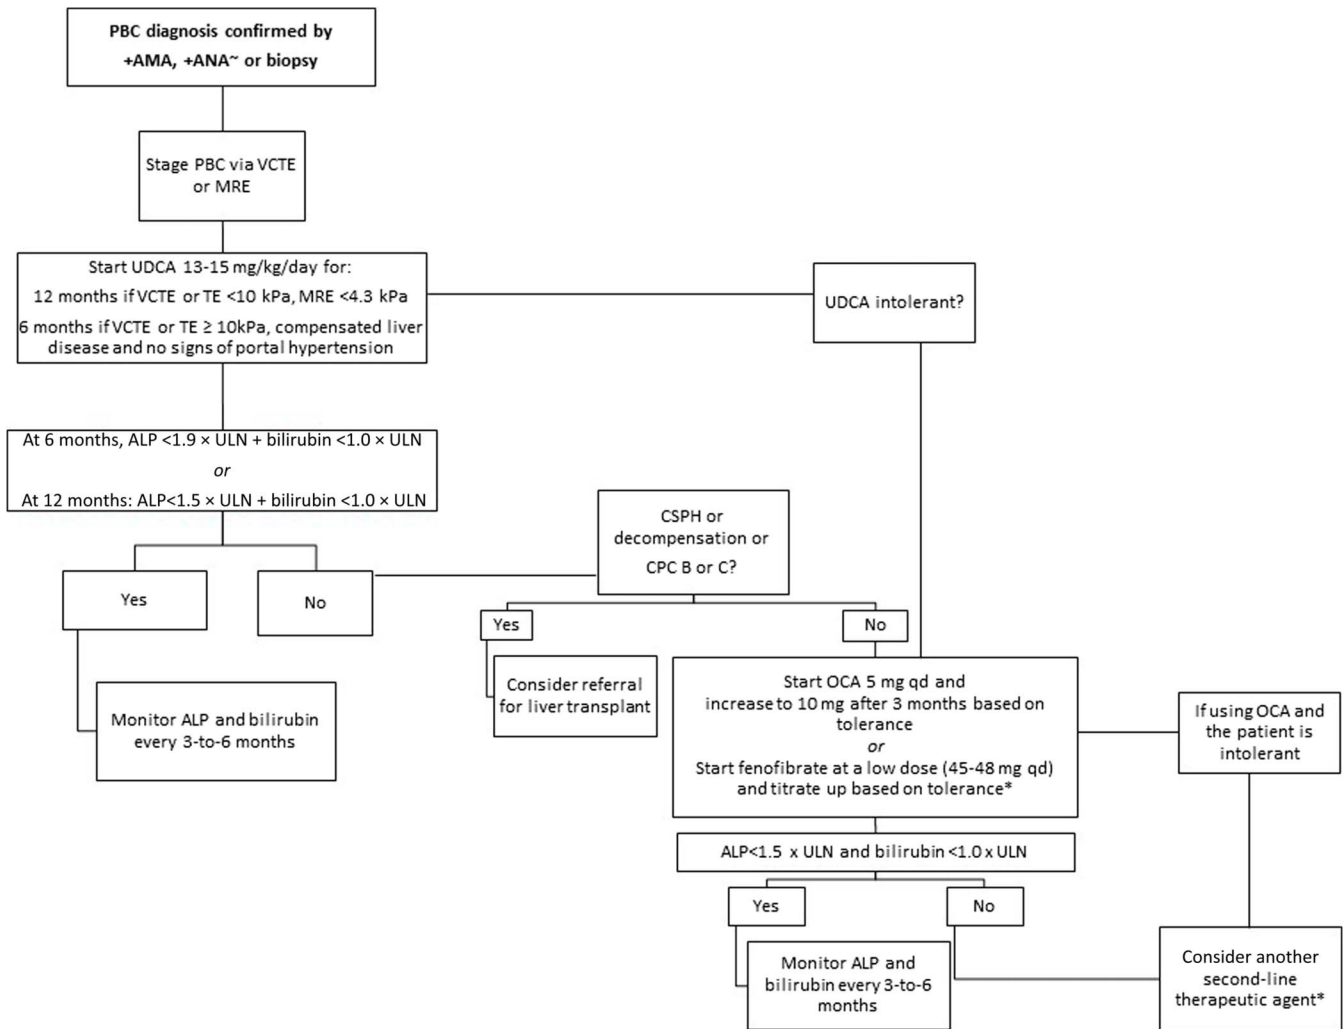 PBC diagnosis confirmed by
+AMA, +ANA~ or biopsy
Stage PBC via VCTE
or MRE
Start UDCA 13-15 mg/kg/day for:
12 months if VCTE or TE <10 kPa, MRE <4.3 kPa
6 months if VCTE or TE ≥ 10kPa, compensated liver
disease and no signs of portal hypertension
UDCA intolerant?
At 6 months, ALP <1.9 × ULN + bilirubin <1.0 × ULN
or
At 12 months: ALP<1.5 × ULN + bilirubin <1.0 × ULN
Yes
No
Monitor ALP and bilirubin
every 3-to-6 months
CSPH or
decompensation or
CPC B or C?
Yes
No
Consider referral
for liver transplant
Start OCA 5 mg qd and
increase to 10 mg after 3 months based on
tolerance
or
Start fenofibrate at a low dose (45-48 mg qd)
and titrate up based on tolerance*
If using OCA and
the patient is
intolerant
ALP<1.5 x ULN and bilirubin <1.0 x ULN
Yes
No
Monitor ALP and
bilirubin every 3-to-6
months
Consider another
second-line
therapeutic agent*